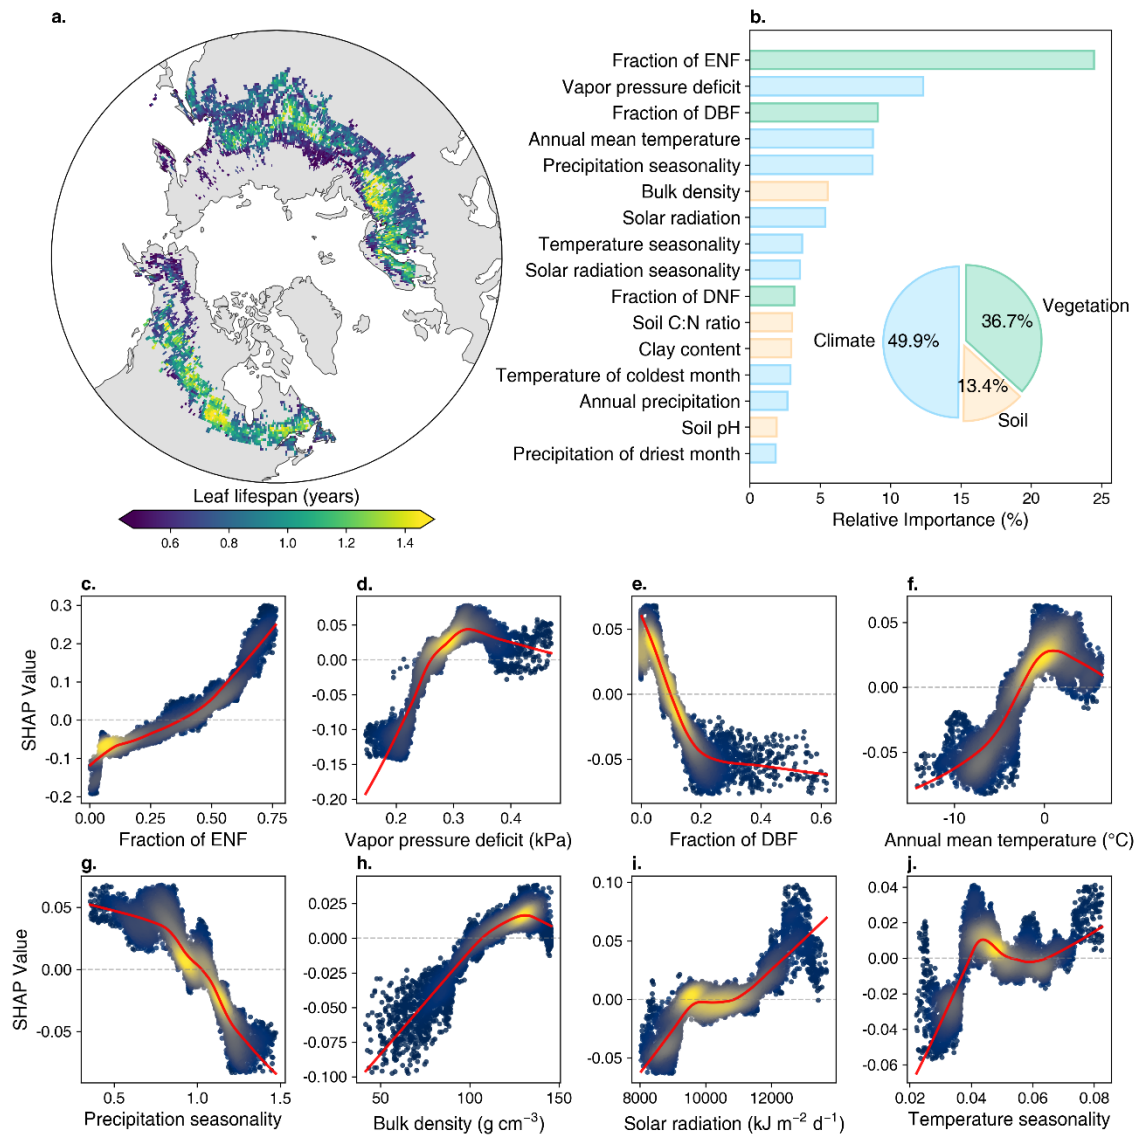 a.
Leaf lifespan (years)
0.6 0.8 1.0 1.2 1.4
b.
Fraction of ENF
Vapor pressure deficit
Fraction of DBF
Annual mean temperature
Precipitation seasonality
Bulk density
Solar radiation
Temperature seasonality
Solar radiation seasonality
Fraction of DNF
Soil C:N ratio
Clay content
Temperature of coldest month
Annual precipitation
Soil pH
Precipitation of driest month
0 5 10 15 20 25
Relative Importance (%)
Vegetation
36.7%
Climate
49.9%
13.4%
Soil
c.
SHAP Value
0.3
0.2
0.1
0.0
-0.1
-0.2
0.00 0.25 0.50 0.75
Fraction of ENF
d.
0.05
0.00
-0.05
-0.10
-0.15
-0.20
0.2 0.3 0.4
Vapor pressure deficit (kPa)
e.
0.05
0.00
-0.05
0.0 0.2 0.4 0.6
Fraction of DBF
f.
0.05
0.00
-0.05
-10 0
Annual mean temperature (°C)
g.
SHAP Value
0.05
0.00
-0.05
0.5 1.0 1.5
Precipitation seasonality
h.
0.025
0.000
-0.025
-0.050
-0.075
-0.100
50 100 150
Bulk density (g cm⁻³)
i.
0.10
0.05
0.00
-0.05
8000 10000 12000
Solar radiation (kJ m⁻² d⁻¹)
j.
0.04
0.02
0.00
-0.02
-0.04
-0.06
0.02 0.04 0.06 0.08
Temperature seasonality